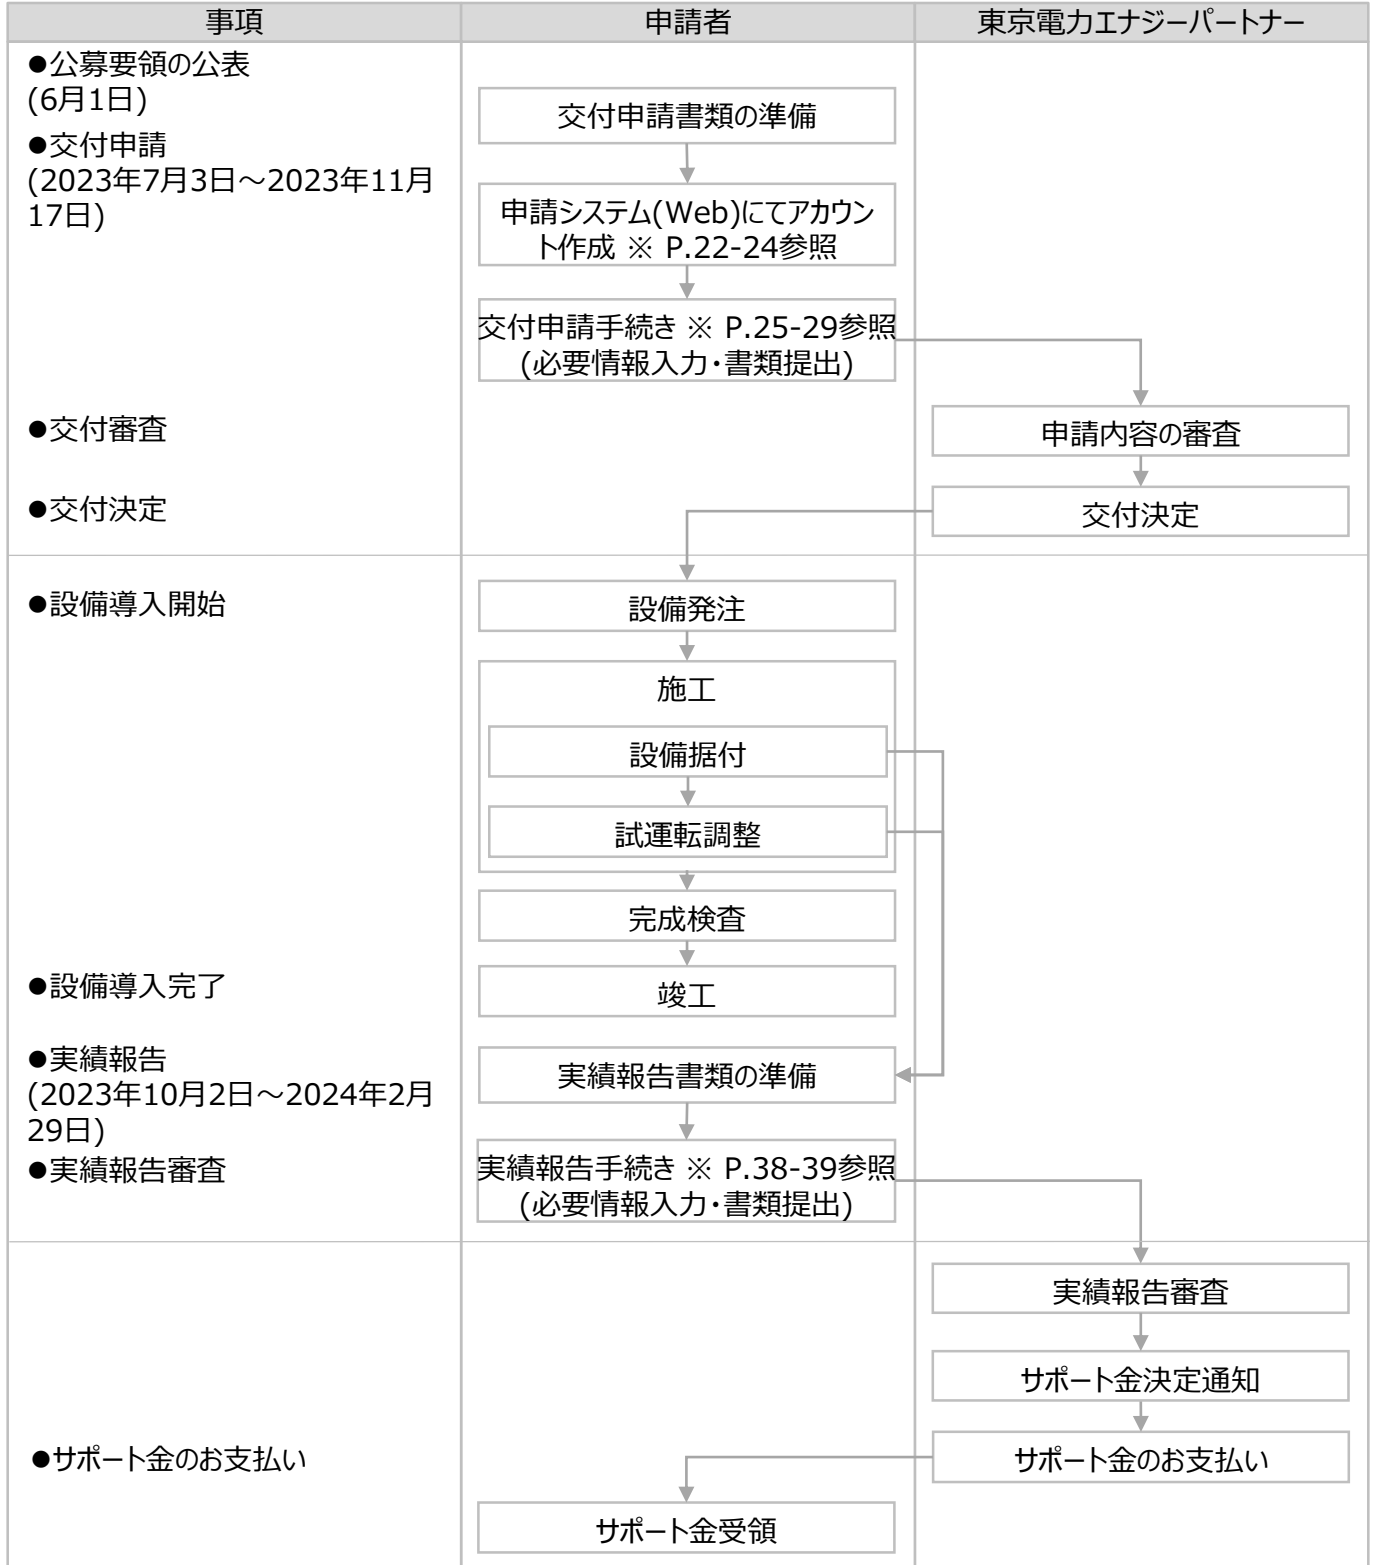 事項
申請者
東京電力エナジーパートナー
●公募要領の公表
(6月1日)
交付申請書類の準備
●交付申請
(2023年7月3日～2023年11月
17日)
申請システム(Web)にてアカウン
ト作成 ※ P.22-24参照
交付申請手続き ※ P.25-29参照
(必要情報入力・書類提出)
●交付審査
申請内容の審査
●交付決定
交付決定
●設備導入開始
設備発注
施工
設備据付
試運転調整
完成検査
●設備導入完了
竣工
●実績報告
(2023年10月2日～2024年2月
29日)
実績報告書類の準備
●実績報告審査
実績報告手続き ※ P.38-39参照
(必要情報入力・書類提出)
実績報告審査
サポート金決定通知
●サポート金のお支払い
サポート金のお支払い
サポート金受領